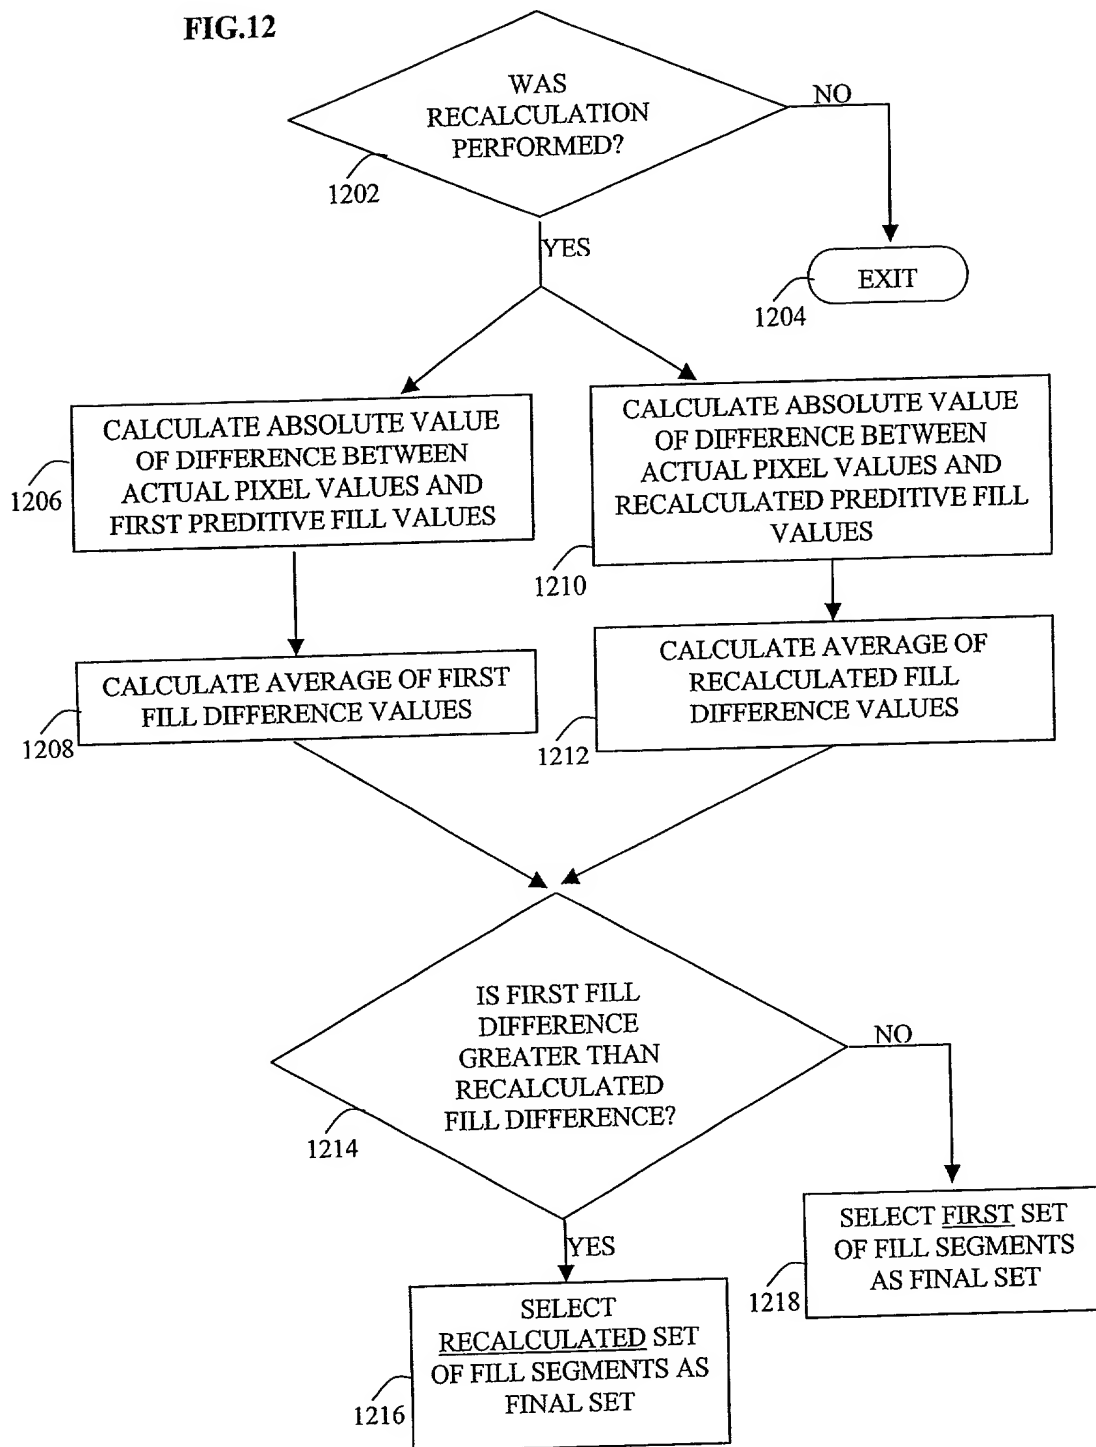 FIG.12
WAS
RECALCULATION
PERFORMED?
NO
1202
YES
EXIT
1204
CALCULATE ABSOLUTE VALUE
OF DIFFERENCE BETWEEN
ACTUAL PIXEL VALUES AND
FIRST PREDITIVE FILL VALUES
1206
CALCULATE ABSOLUTE VALUE
OF DIFFERENCE BETWEEN
ACTUAL PIXEL VALUES AND
RECALCULATED PREDITIVE FILL
VALUES
1210
CALCULATE AVERAGE OF FIRST
FILL DIFFERENCE VALUES
1208
CALCULATE AVERAGE OF
RECALCULATED FILL
DIFFERENCE VALUES
1212
IS FIRST FILL
DIFFERENCE
GREATER THAN
RECALCULATED
FILL DIFFERENCE?
NO
1214
YES
SELECT FIRST SET
OF FILL SEGMENTS
AS FINAL SET
1218
SELECT
RECALCULATED SET
OF FILL SEGMENTS AS
FINAL SET
1216